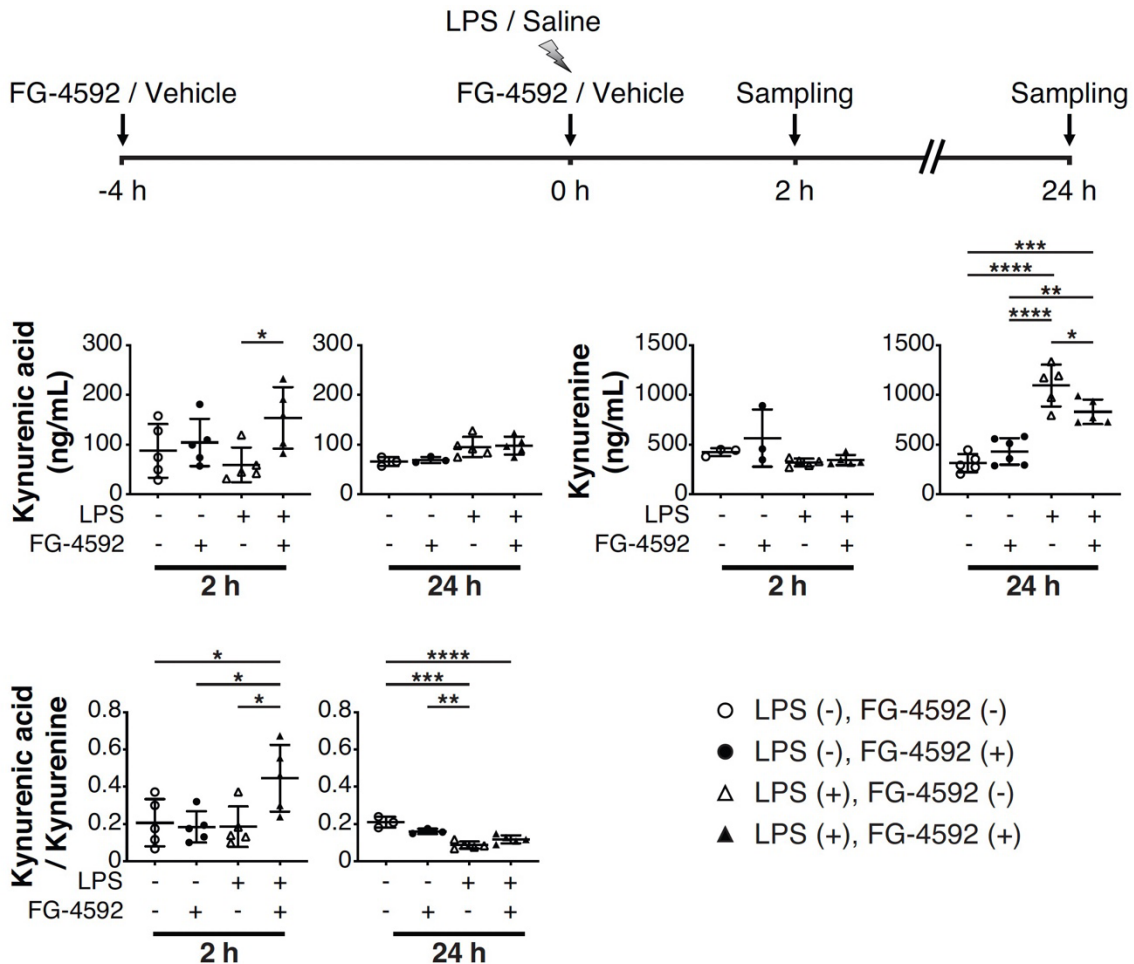 LPS / Saline
FG-4592 / Vehicle FG-4592 / Vehicle Sampling Sampling
-4 h 0 h 2 h 24 h
Kynurenic acid
(ng/mL)
300
200
100
0
*
300
200
100
0
LPS - - + + - - + +
FG-4592 - + - + - + - +
2 h 24 h
Kynurenine
(ng/mL)
1500
1000
500
0
***
****
**
****
*
1500
1000
500
0
LPS - - + + - - + +
FG-4592 - + - + - + - +
2 h 24 h
Kynurenic acid
/ Kynurenine
*
*
*
0.8
0.6
0.4
0.2
0
****
***
**
0.8
0.6
0.4
0.2
0
LPS - - + + - - + +
FG-4592 - + - + - + - +
2 h 24 h
LPS (-), FG-4592 (-)
LPS (-), FG-4592 (+)
LPS (+), FG-4592 (-)
LPS (+), FG-4592 (+)